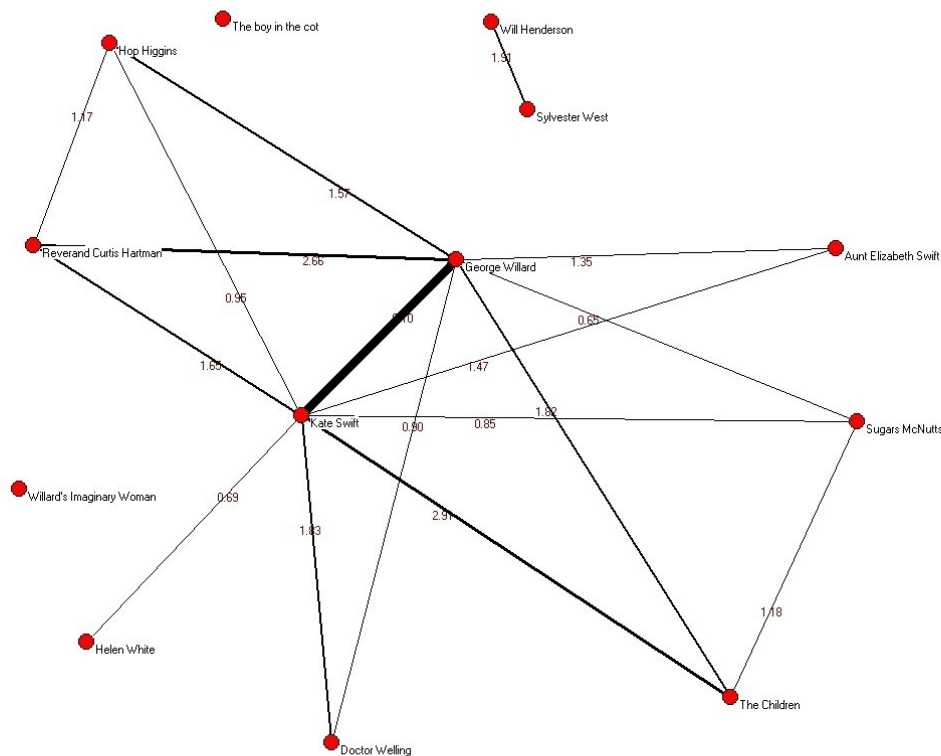 The boy in the cot
Will Henderson
Hop Higgins
1.91
Sylvester West
1.17
1.57
Reverand Curtis Hartman
2.66
George Willard
1.35
Aunt Elizabeth Swift
0.95
0.65
1.65
1.47
Kate Swift
0.90
0.85
1.82
Sugars McNutts
Willard's Imaginary Woman
0.69
1.83
2.91
1.18
Helen White
The Children
Doctor Welling